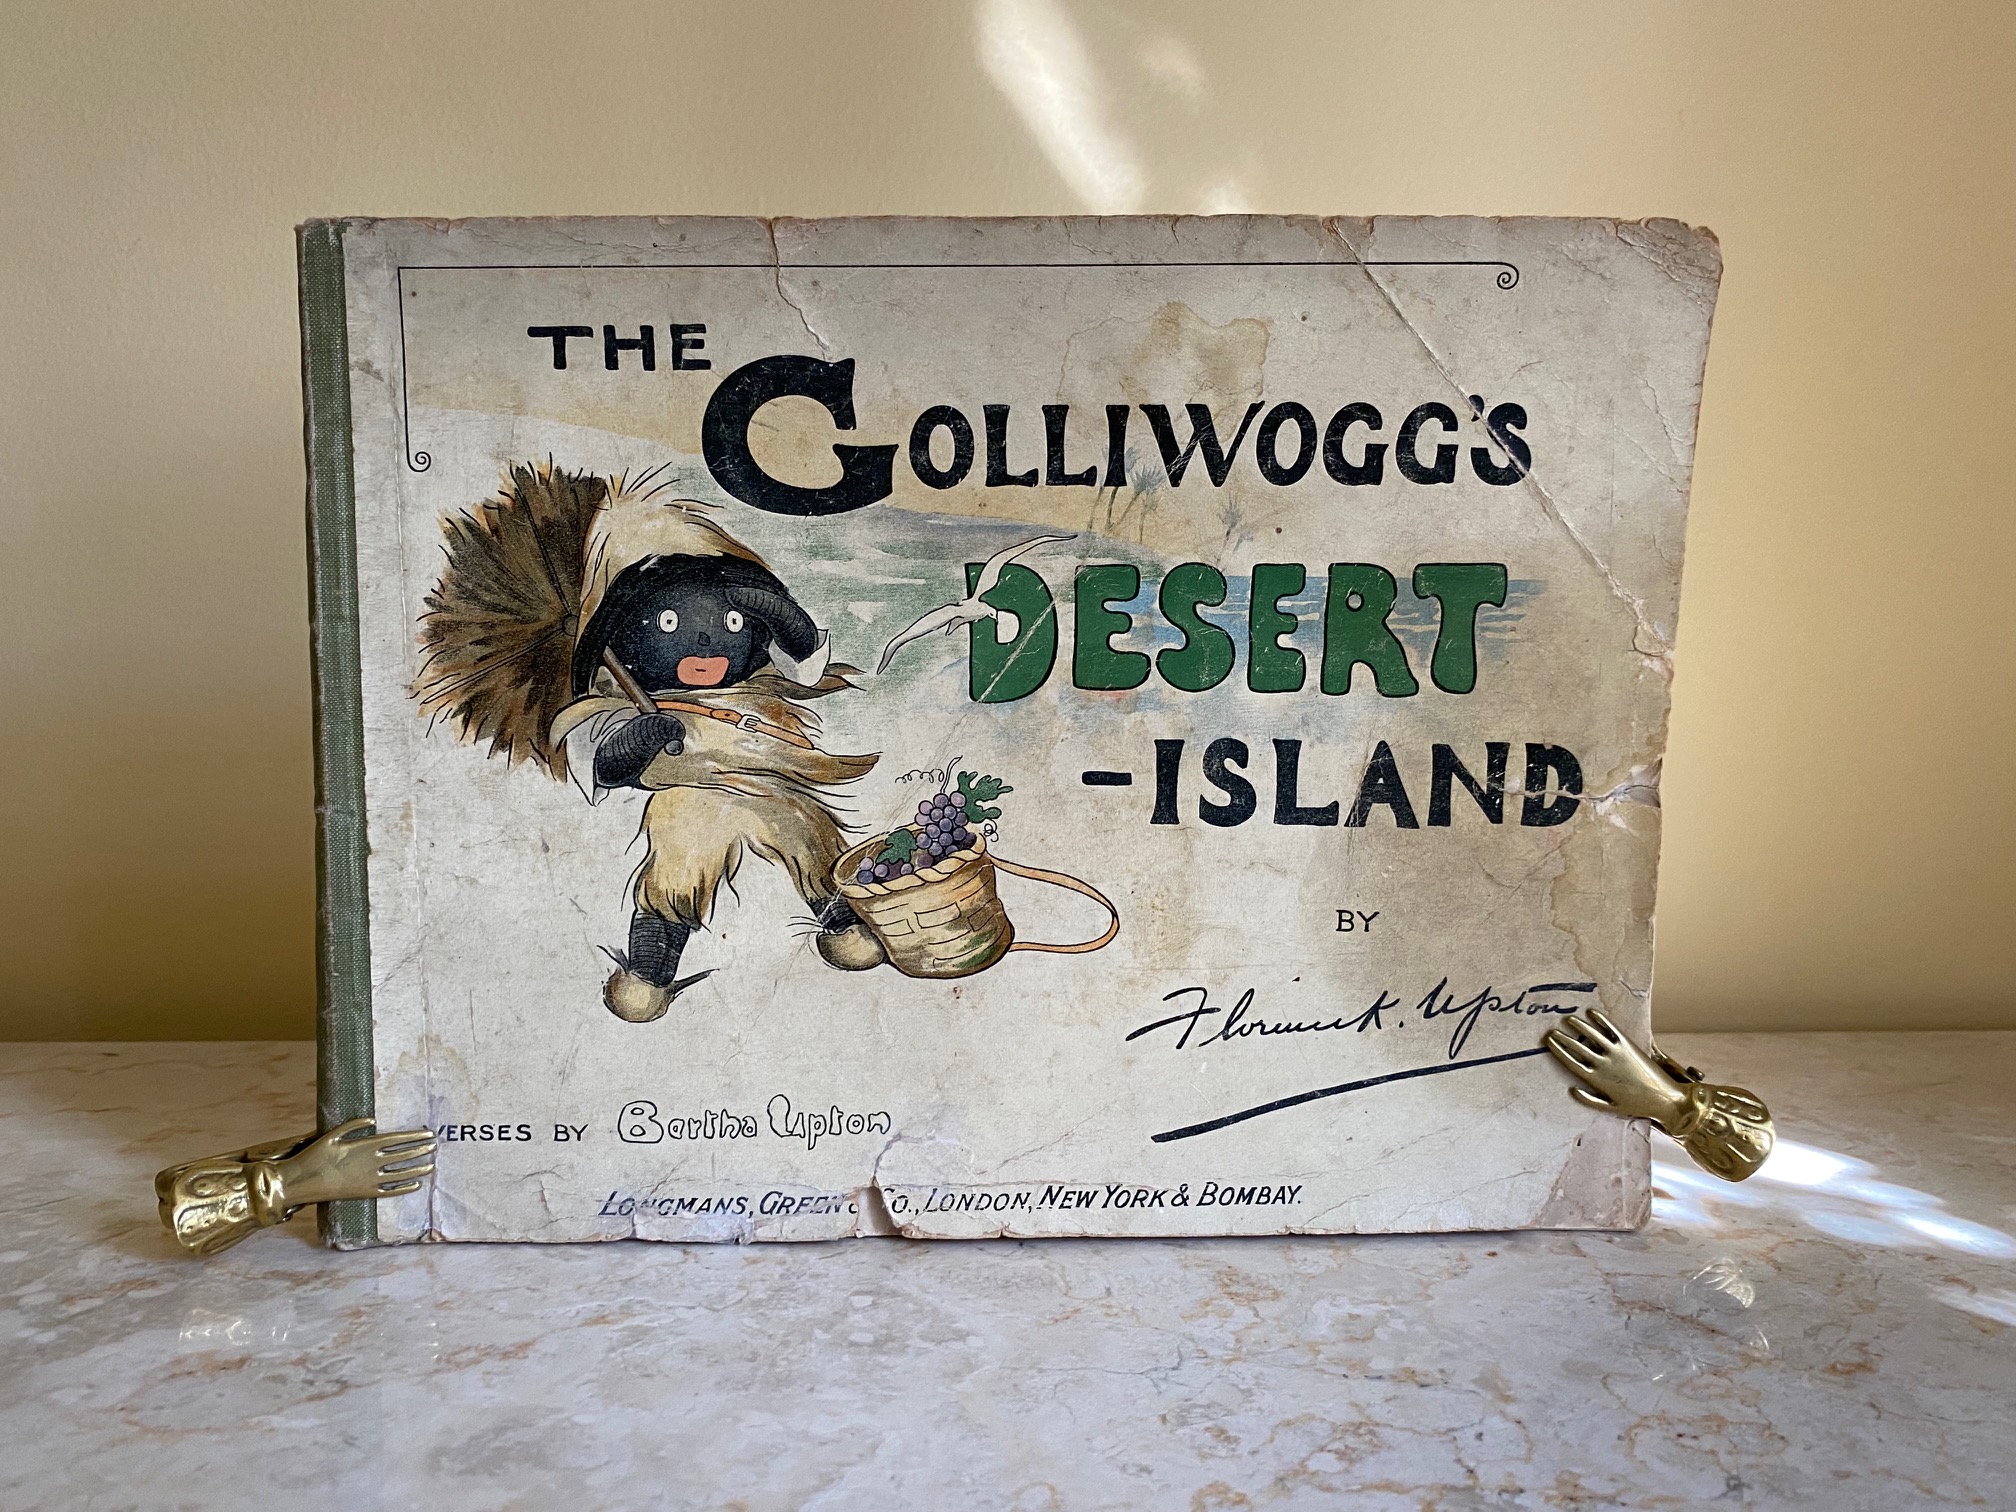 THE
GOLLIWOGG'S
DESERT
-ISLAND
BY
Florence K. Upton
VERSES BY Bertha Upton
LONGMANS, GREEN & CO., LONDON, NEW YORK & BOMBAY.